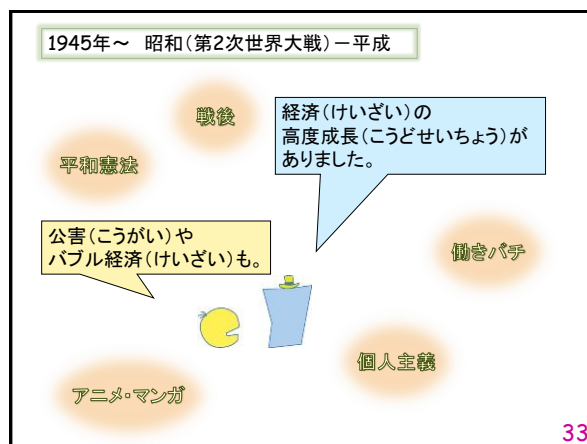 1945年～ 昭和（第2次世界大戦）－平成
戦後
経済（けいざい）の
高度成長（こうどせいちょう）が
ありました。
平和憲法
公害（こうがい）や
バブル経済（けいざい）も。
働きバチ
個人主義
アニメ・マンガ
33